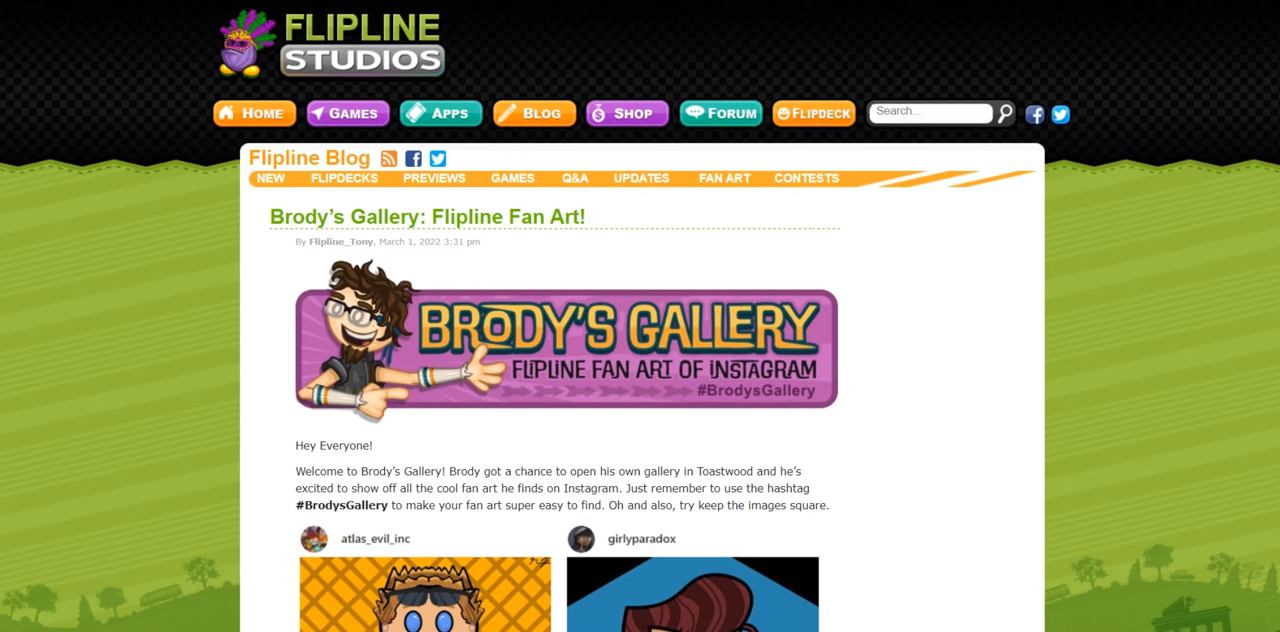 FLIPLINE
STUDIOS
HOME GAMES APPS BLOG SHOP FORUM FLIPDECK Search...
Flipline Blog
NEW FLIPDECKS PREVIEWS GAMES Q&A UPDATES FAN ART CONTESTS
Brody's Gallery: Flipline Fan Art!
By Flipline_Tony, March 1, 2022 3:31 pm
BRODY'S GALLERY
FLIPLINE FAN ART OF INSTAGRAM
#BrodysGallery
Hey Everyone!
Welcome to Brody's Gallery! Brody got a chance to open his own gallery in Toastwood and he's
excited to show off all the cool fan art he finds on Instagram. Just remember to use the hashtag
#BrodysGallery to make your fan art super easy to find. Oh and also, try keep the images square.
atlas_evil_inc girlyparadox